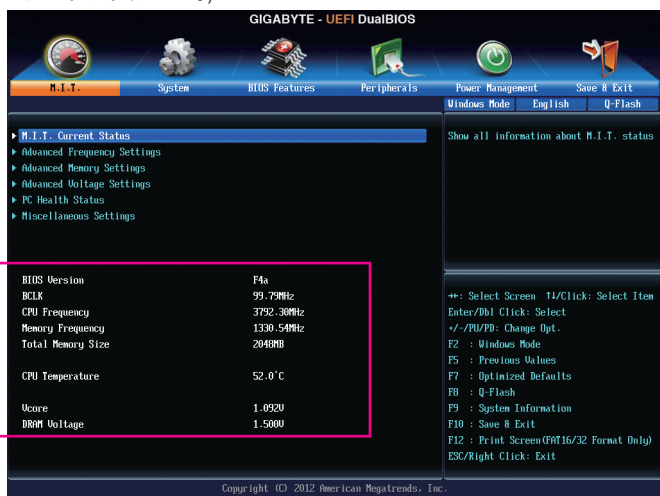 GIGABYTE - UEFI DualBIOS
M.I.T. System BIOS Features Peripherals Power Management Save & Exit
Windows Mode English Q-Flash
M.I.T. Current Status
Advanced Frequency Settings
Advanced Memory Settings
Advanced Voltage Settings
PC Health Status
Miscellaneous Settings
Show all information about M.I.T. status
BIOS Version F4a
BCLK 99.79MHz
CPU Frequency 3792.30MHz
Memory Frequency 1330.54MHz
Total Memory Size 2048MB
CPU Temperature 52.0°C
Vcore 1.092V
DRAM Voltage 1.500V
↔: Select Screen ↑↓/Click: Select Item
Enter/Dbl Click: Select
+/-/PU/PD: Change Opt.
F2 : Windows Mode
F5 : Previous Values
F7 : Optimized Defaults
F8 : Q-Flash
F9 : System Information
F10 : Save & Exit
F12 : Print Screen(FAT16/32 Format Only)
ESC/Right Click: Exit
Copyright (C) 2012 American Megatrends, Inc.